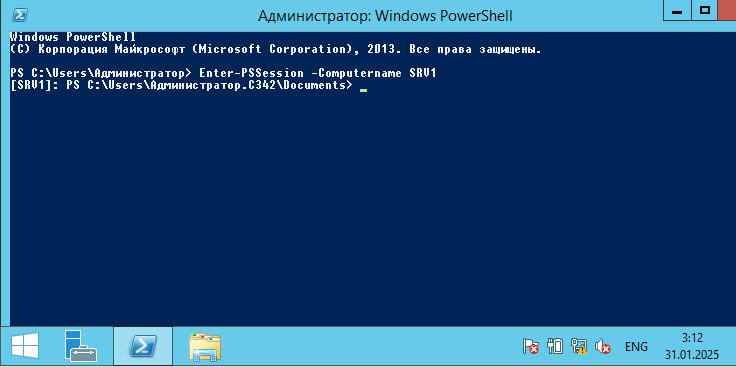 Администратор: Windows PowerShell
Windows PowerShell
(C) Корпорация Майкрософт (Microsoft Corporation), 2013. Все права защищены.
PS C:\Users\Администратор> Enter-PSSession -Computername SRV1
[SRV1]: PS C:\Users\Администратор.C342\Documents>
ENG
3:12
31.01.2025